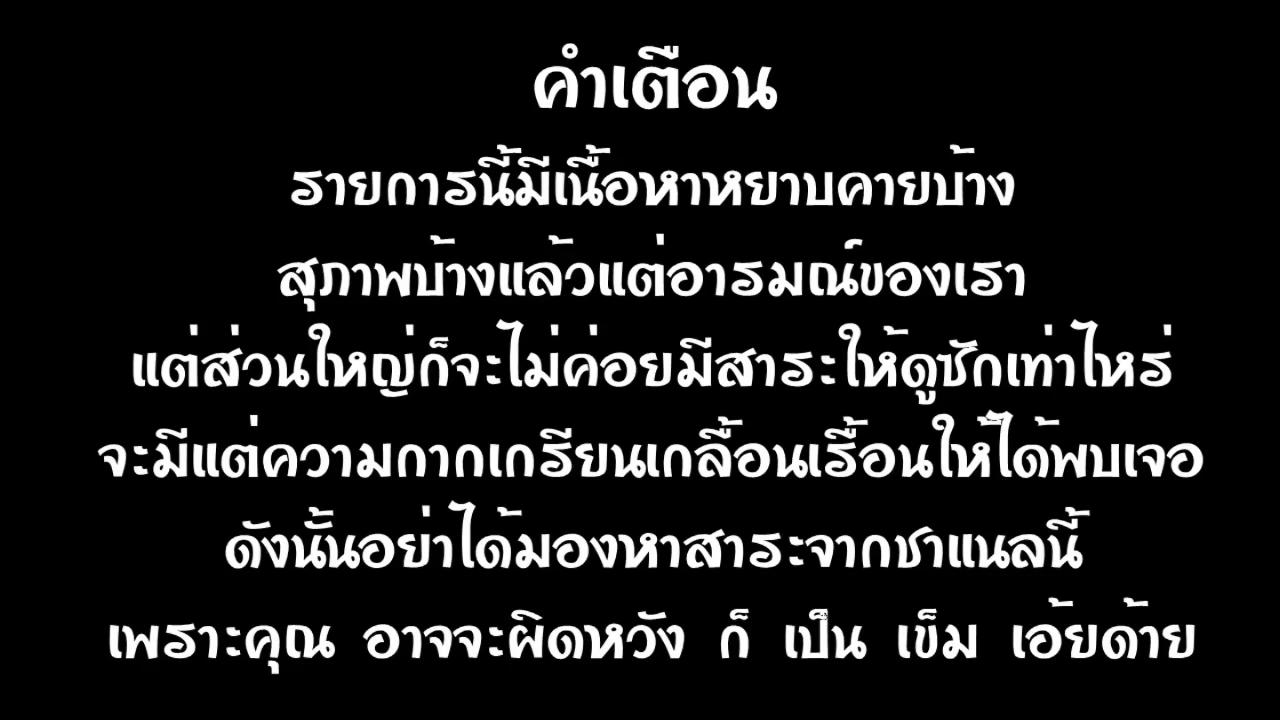 คำเตือน
รายการนี้มีเนื้อหาหยาบคายบ้าง
สุภาพบ้างแล้วแต่อารมณ์ของเรา
แต่ส่วนใหญ่ก็จะไม่ค่อยมีสาระให้ดูซักเท่าไหร่
จะมีแต่ความกากเกรียนเกลื้อนเรื้อนให้ได้พบเจอ
ดังนั้นอย่าได้มองหาสาระจากชาแนลนี้
เพราะคุณ อาจจะผิดหวัง ก็ เป็น เข็ม เอ้ยด้าย